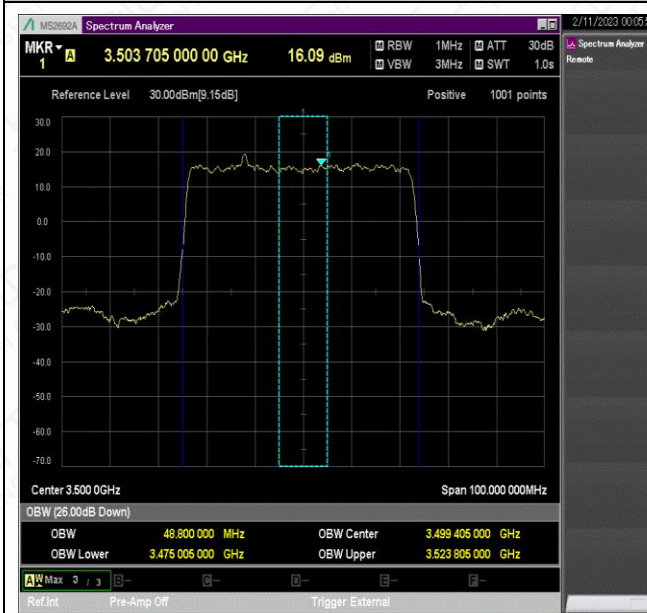 MS2692A Spectrum Analyzer
2/11/2023 00:05:
MKR A 3.503 705 000 00 GHz 16.09 dBm M RBW 1MHz M ATT 30dB
1 M VBW 3MHz M SWT 1.0s
Spectrum Analyzer
Remote
Reference Level 30.00dBm[9.15dB] Positive 1001 points
30.0
20.0
10.0
0.0
-10.0
-20.0
-30.0
-40.0
-50.0
-60.0
-70.0
Center 3.500 0GHz Span 100.000 000MHz
OBW (26.00dB Down)
OBW 48.800 000 MHz OBW Center 3.499 405 000 GHz
OBW Lower 3.475 005 000 GHz OBW Upper 3.523 805 000 GHz
A W Max 3 / 3 B- C- D- E- F-
Ref.Int Pre-Amp Off Trigger External